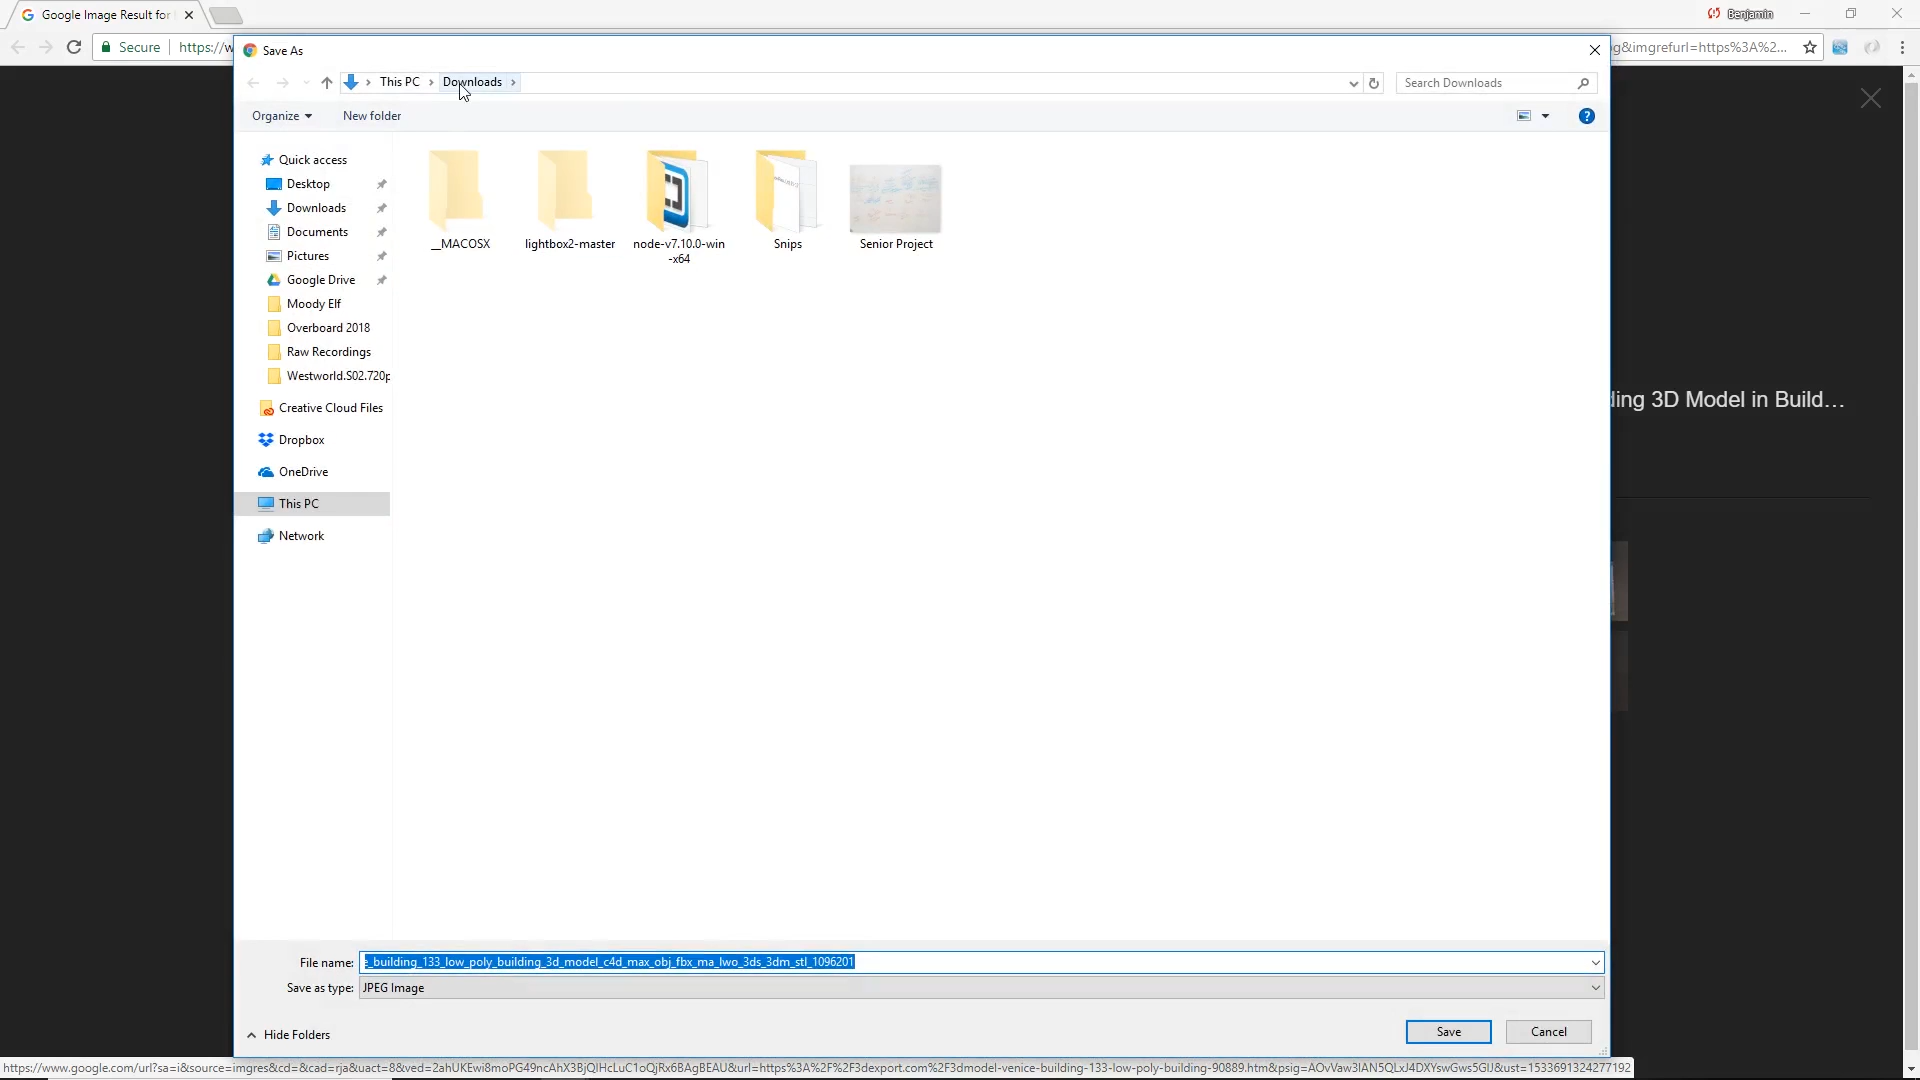 Google Image Result for
Benjamin
Secure https://w
g&imgrefurl=https%3A%2...
Save As
This PC Downloads
Search Downloads
Organize New folder
Quick access
Desktop
Downloads
Documents
Pictures
Google Drive
Moody Elf
Overboard 2018
Raw Recordings
Westworld.S02.720p
Creative Cloud Files
Dropbox
OneDrive
This PC
Network
__MACOSX
lightbox2-master
node-v7.10.0-win
-x64
Snips
Senior Project
ding 3D Model in Build...
File name: e_building_133_low_poly_building_3d_model_c4d_max_obj_fbx_ma_lwo_3ds_3dm_stl_1096201
Save as type: JPEG Image
Hide Folders
Save
Cancel
https://www.google.com/url?sa=i&source=imgres&cd=&cad=rja&uact=8&ved=2ahUKEwi8moPG49ncAhX3BjQIHcLuC1oQjRx6BAgBEAU&url=https%3A%2F%2F3dexport.com%2F3dmodel-venice-building-133-low-poly-building-90889.htm&psig=AOvVaw3IAN5QLxJ4DXYswGws5GIJ&ust=1533691324277192